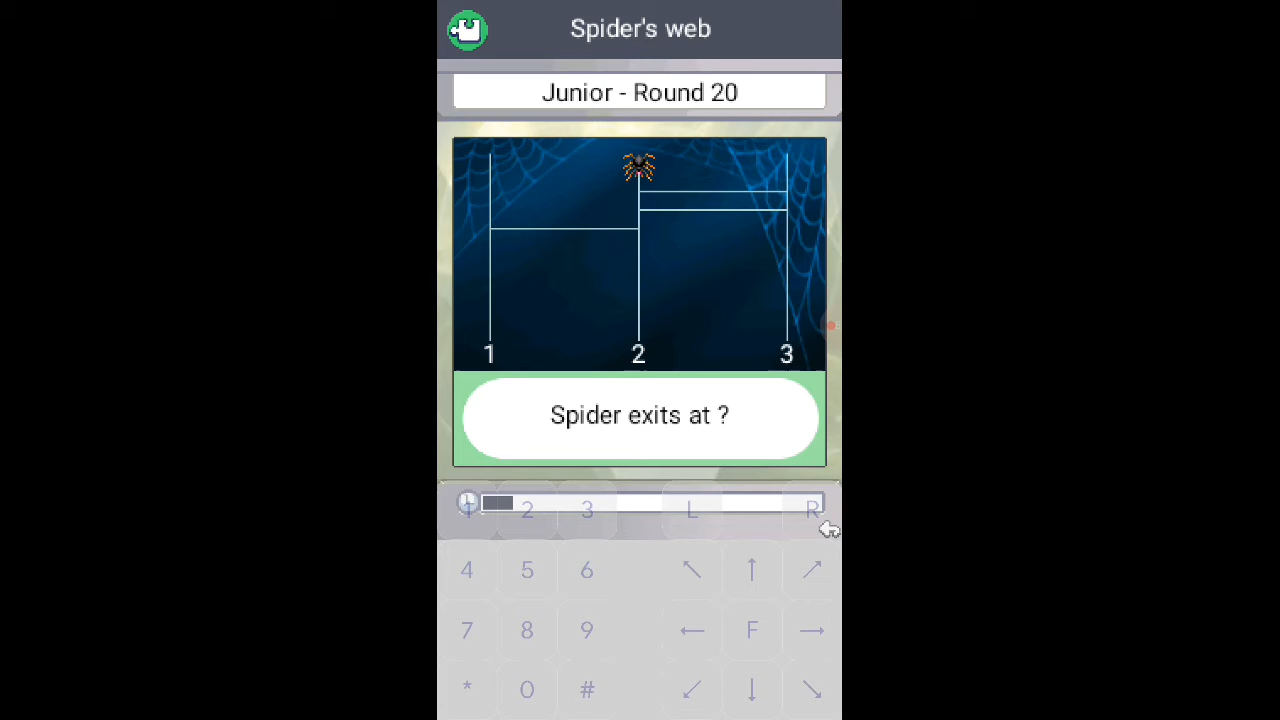 Spider's web
Junior - Round 20
1 2 3
Spider exits at ?
1 2 3 L R
4 5 6 ↖ ↑ ↗
7 8 9 ← F →
* 0 # ↙ ↓ ↘